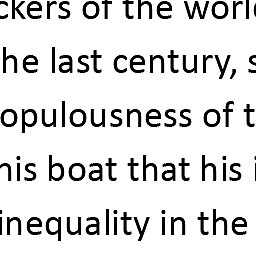 ckers of the world
he last century, s
opulousness of t
his boat that his i
inequality in the